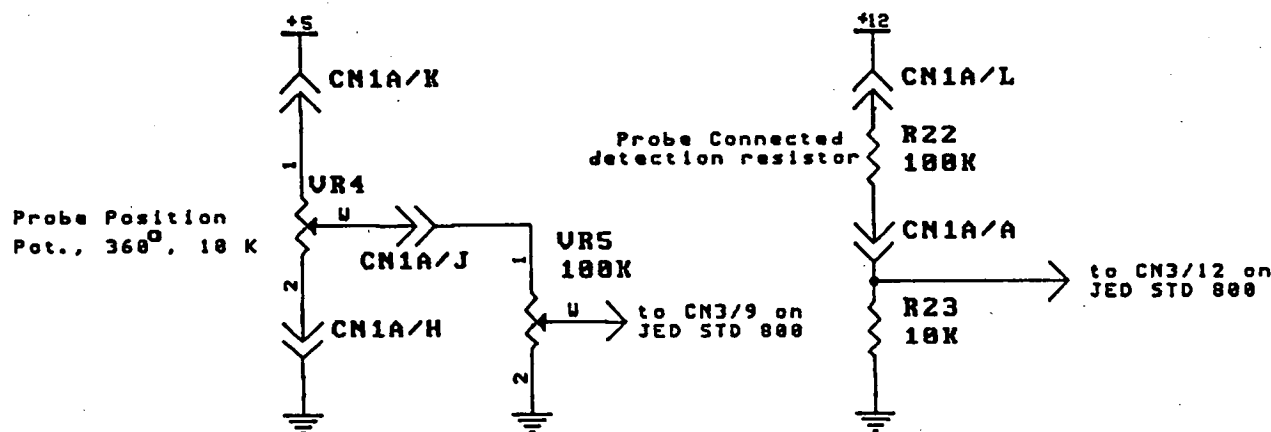 +5
CN1A/K
1
VR4
W
Probe Position
Pot., 360°, 10 K
CN1A/J
2
CN1A/H
1
VR5
100K
W
to CN3/9 on
JED STD 800
2
+12
CN1A/L
Probe Connected
detection resistor
R22
100K
CN1A/A
to CN3/12 on
JED STD 800
R23
10K